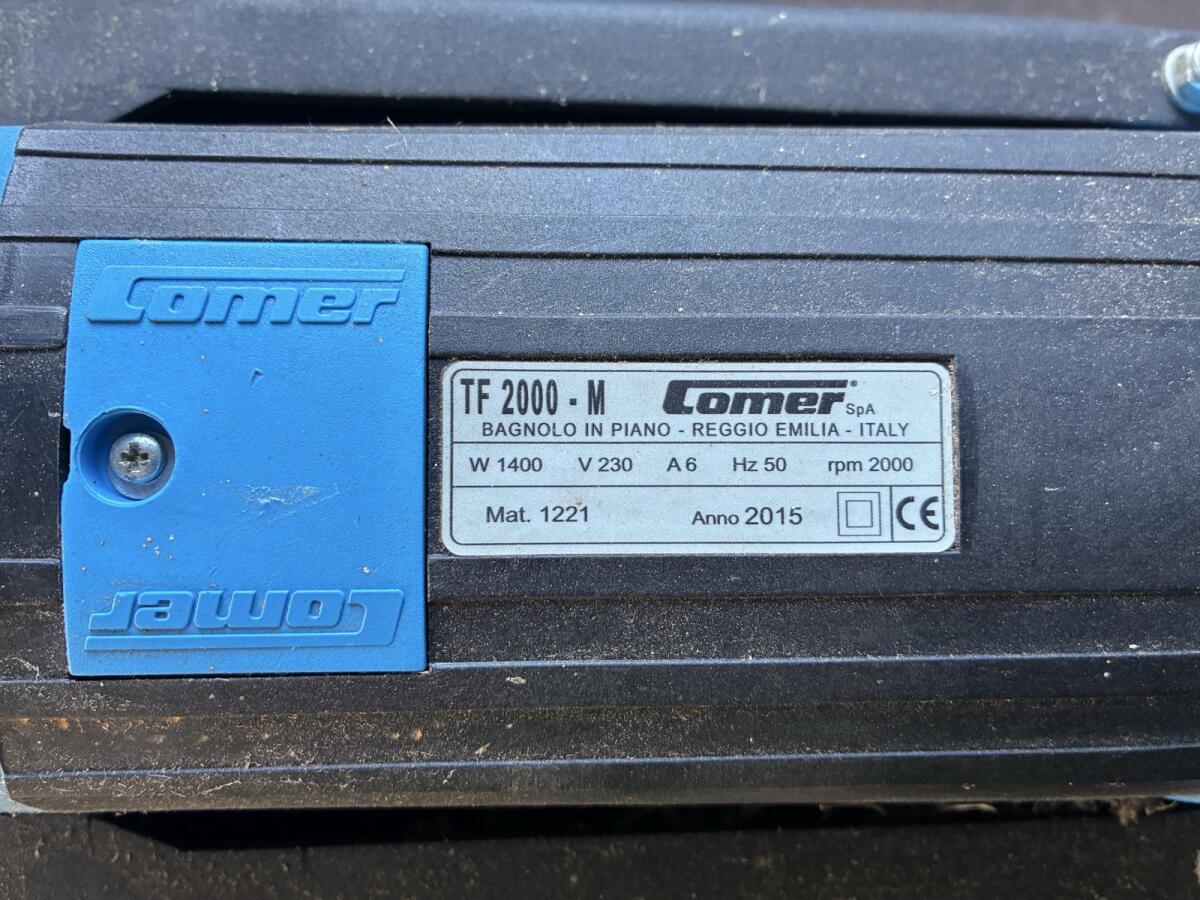 Comer
TF 2000 - M Comer® SpA
BAGNOLO IN PIANO - REGGIO EMILIA - ITALY
W 1400 V 230 A 6 Hz 50 rpm 2000
Mat. 1221 Anno 2015 CE
Comer